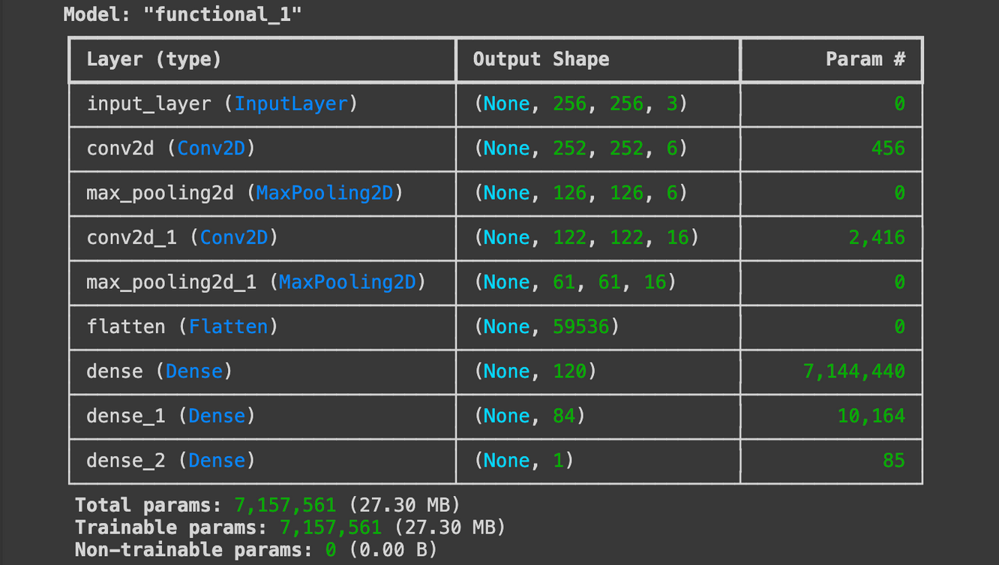 Model: "functional_1"
Layer (type) Output Shape Param #
input_layer (InputLayer) (None, 256, 256, 3) 0
conv2d (Conv2D) (None, 252, 252, 6) 456
max_pooling2d (MaxPooling2D) (None, 126, 126, 6) 0
conv2d_1 (Conv2D) (None, 122, 122, 16) 2,416
max_pooling2d_1 (MaxPooling2D) (None, 61, 61, 16) 0
flatten (Flatten) (None, 59536) 0
dense (Dense) (None, 120) 7,144,440
dense_1 (Dense) (None, 84) 10,164
dense_2 (Dense) (None, 1) 85
Total params: 7,157,561 (27.30 MB)
Trainable params: 7,157,561 (27.30 MB)
Non-trainable params: 0 (0.00 B)